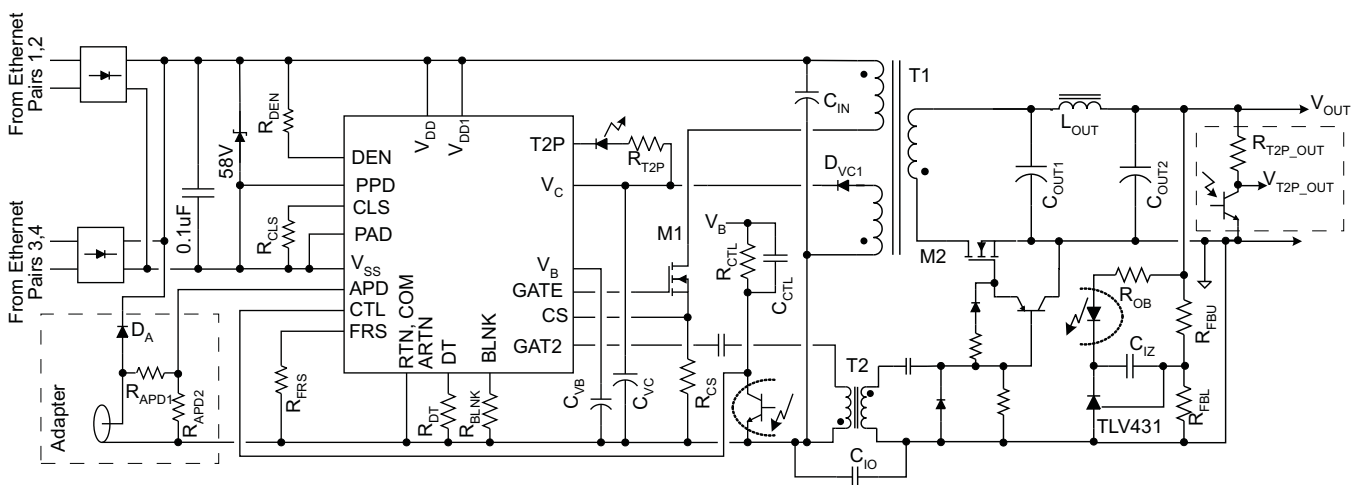 From Ethernet
Pairs 1,2
From Ethernet
Pairs 3,4
0.1uF
58V
R_DEN
R_CLS
DEN
PPD
CLS
PAD
V_SS
APD
CTL
FRS
V_DD
V_DD1
T2P
V_C
V_B
GATE
CS
GAT2
RTN, COM
ARTN
DT
BLNK
R_T2P
D_VC1
C_IN
T1
M1
V_B
R_CTL
C_CTL
R_CS
C_VB
C_VC
R_FRS
R_DT
R_BLNK
Adapter
D_A
R_APD1
R_APD2
L_OUT
C_OUT1
C_OUT2
V_OUT
R_T2P_OUT
V_T2P_OUT
M2
R_OB
R_FBU
C_IZ
R_FBL
TLV431
T2
C_IO